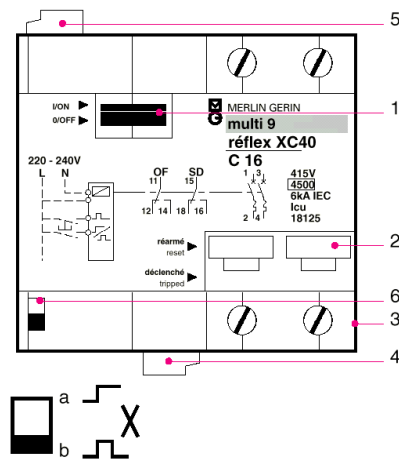 5
I/ON
0/OFF
1
MERLIN GERIN
multi 9
réflex XC40
C 16
220 - 240V
L N
OF SD
11 15
12 14 18 16
1 3
2 4
415V
4500
6kA IEC
Icu
18125
réarmé
reset
2
déclenché
tripped
6
3
4
a
b